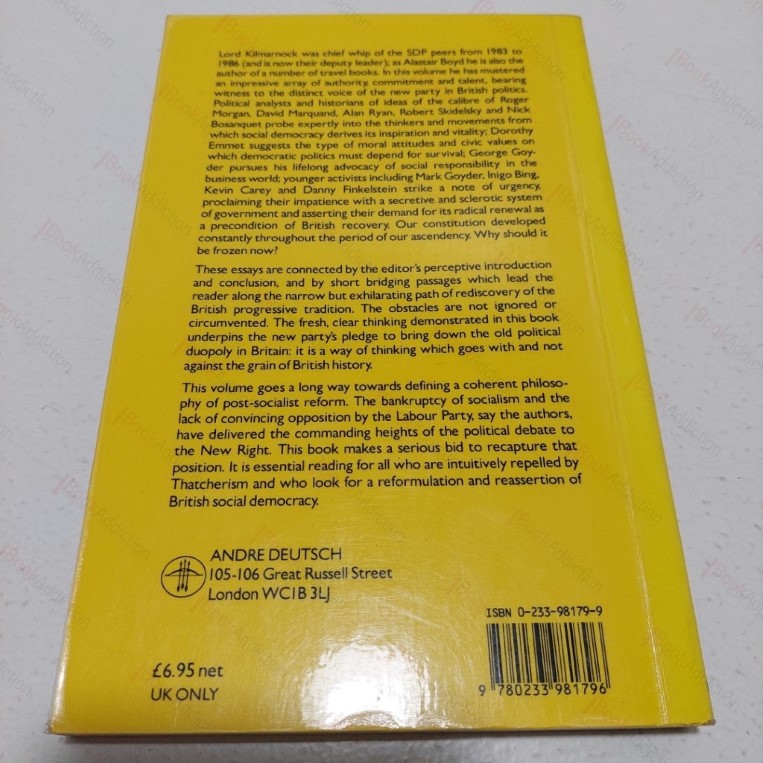 Lord Kilmarnock was chief whip of the SDP peers from 1983 to
1986 (and is now their deputy leader); as Alastair Boyd he is also the
author of a number of travel books. In this volume he has mustered
an impressive array of authority, commitment and talent, bearing
witness to the distinct voice of the new party in British politics.
Political analysts and historians of ideas of the calibre of Roger
Morgan, David Marquand, Alan Ryan, Robert Skidelsky and Nick
Bosanquet probe expertly into the thinkers and movements from
which social democracy derives its inspiration and vitality; Dorothy
Emmet suggests the type of moral attitudes and civic values on
which democratic politics must depend for survival; George Goy-
der pursues his lifelong advocacy of social responsibility in the
business world; younger activists including Mark Goyder, Inigo Bing,
Kevin Carey and Danny Finkelstein strike a note of urgency,
proclaiming their impatience with a secretive and sclerotic system
of government and asserting their demand for its radical renewal as
a precondition of British recovery. Our constitution developed
constantly throughout the period of our ascendency. Why should it
be frozen now?
These essays are connected by the editor's perceptive introduction
and conclusion, and by short bridging passages which lead the
reader along the narrow but exhilarating path of rediscovery of the
British progressive tradition. The obstacles are not ignored or
circumvented. The fresh, clear thinking demonstrated in this book
underpins the new party's pledge to bring down the old political
duopoly in Britain: it is a way of thinking which goes with and not
against the grain of British history.
This volume goes a long way towards defining a coherent philoso-
phy of post-socialist reform. The bankruptcy of socialism and the
lack of convincing opposition by the Labour Party, say the authors,
have delivered the commanding heights of the political debate to
the New Right. This book makes a serious bid to recapture that
position. It is essential reading for all who are intuitively repelled by
Thatcherism and who look for a reformulation and reassertion of
British social democracy.
ANDRE DEUTSCH
105-106 Great Russell Street
London WC1B 3LJ
ISBN 0-233-98179-9
9 780233 981796
£6.95 net
UK ONLY
BookAddiction